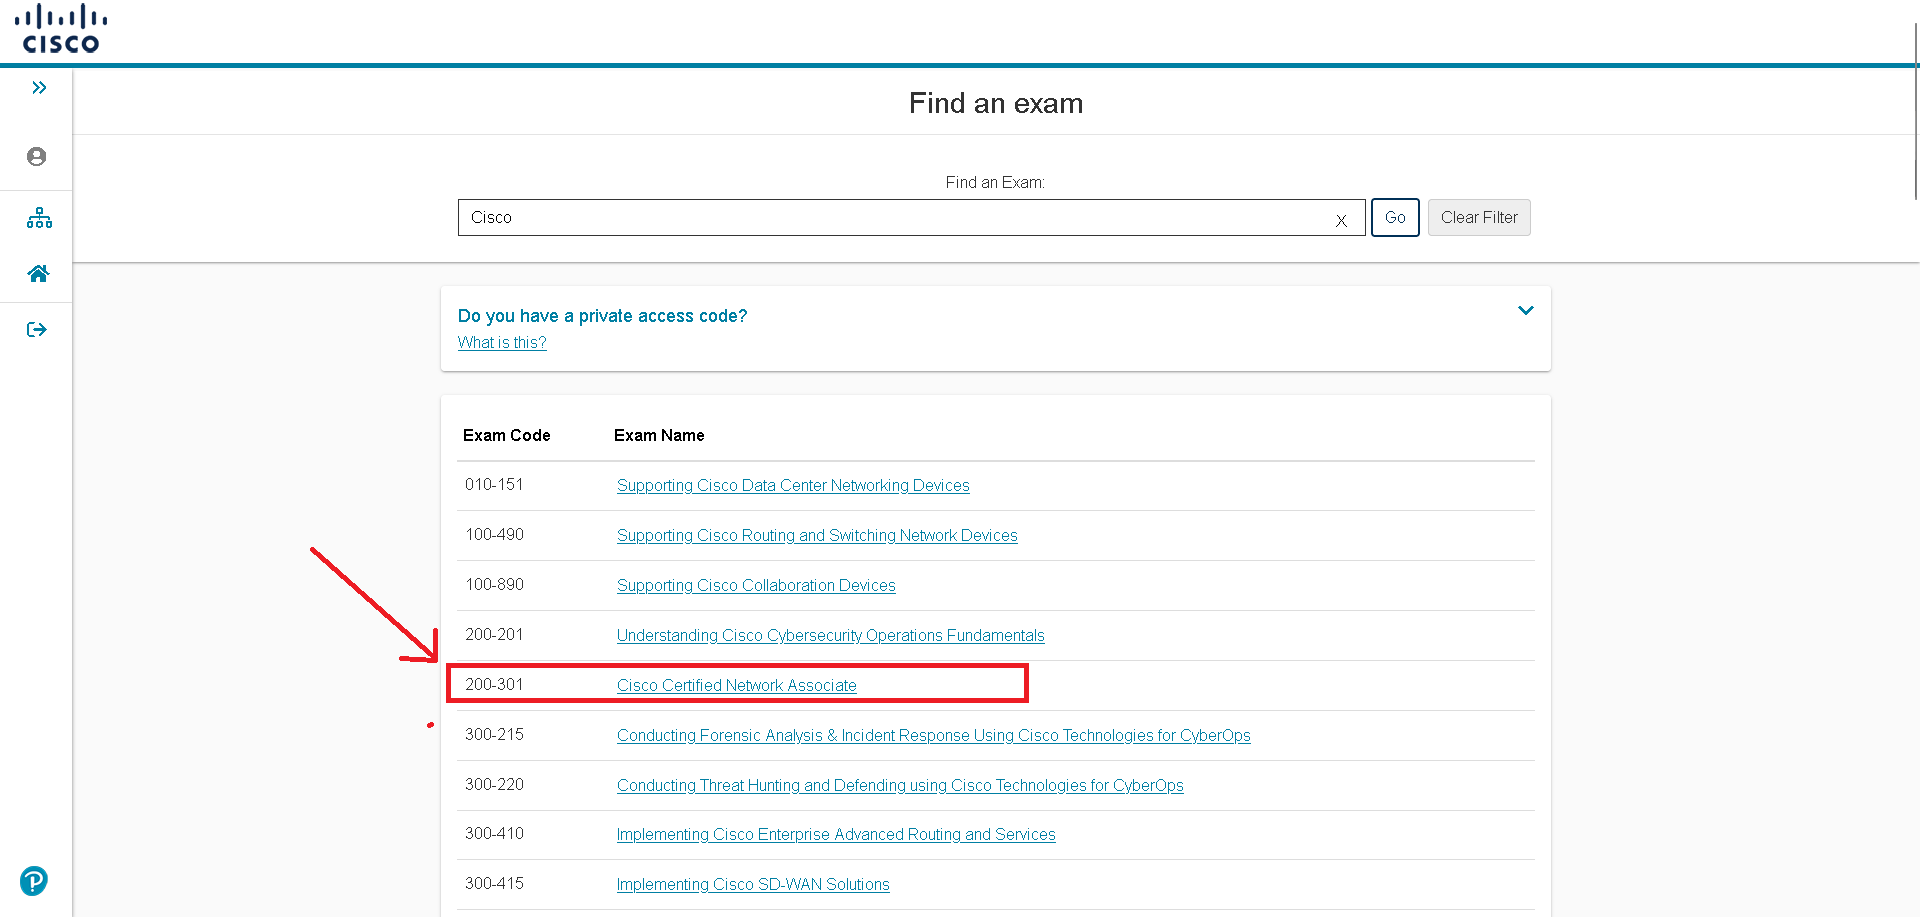 CISCO
Find an exam
Find an Exam:
Cisco X Go Clear Filter
Do you have a private access code?
What is this?
Exam Code Exam Name
010-151 Supporting Cisco Data Center Networking Devices
100-490 Supporting Cisco Routing and Switching Network Devices
100-890 Supporting Cisco Collaboration Devices
200-201 Understanding Cisco Cybersecurity Operations Fundamentals
200-301 Cisco Certified Network Associate
300-215 Conducting Forensic Analysis & Incident Response Using Cisco Technologies for CyberOps
300-220 Conducting Threat Hunting and Defending using Cisco Technologies for CyberOps
300-410 Implementing Cisco Enterprise Advanced Routing and Services
300-415 Implementing Cisco SD-WAN Solutions